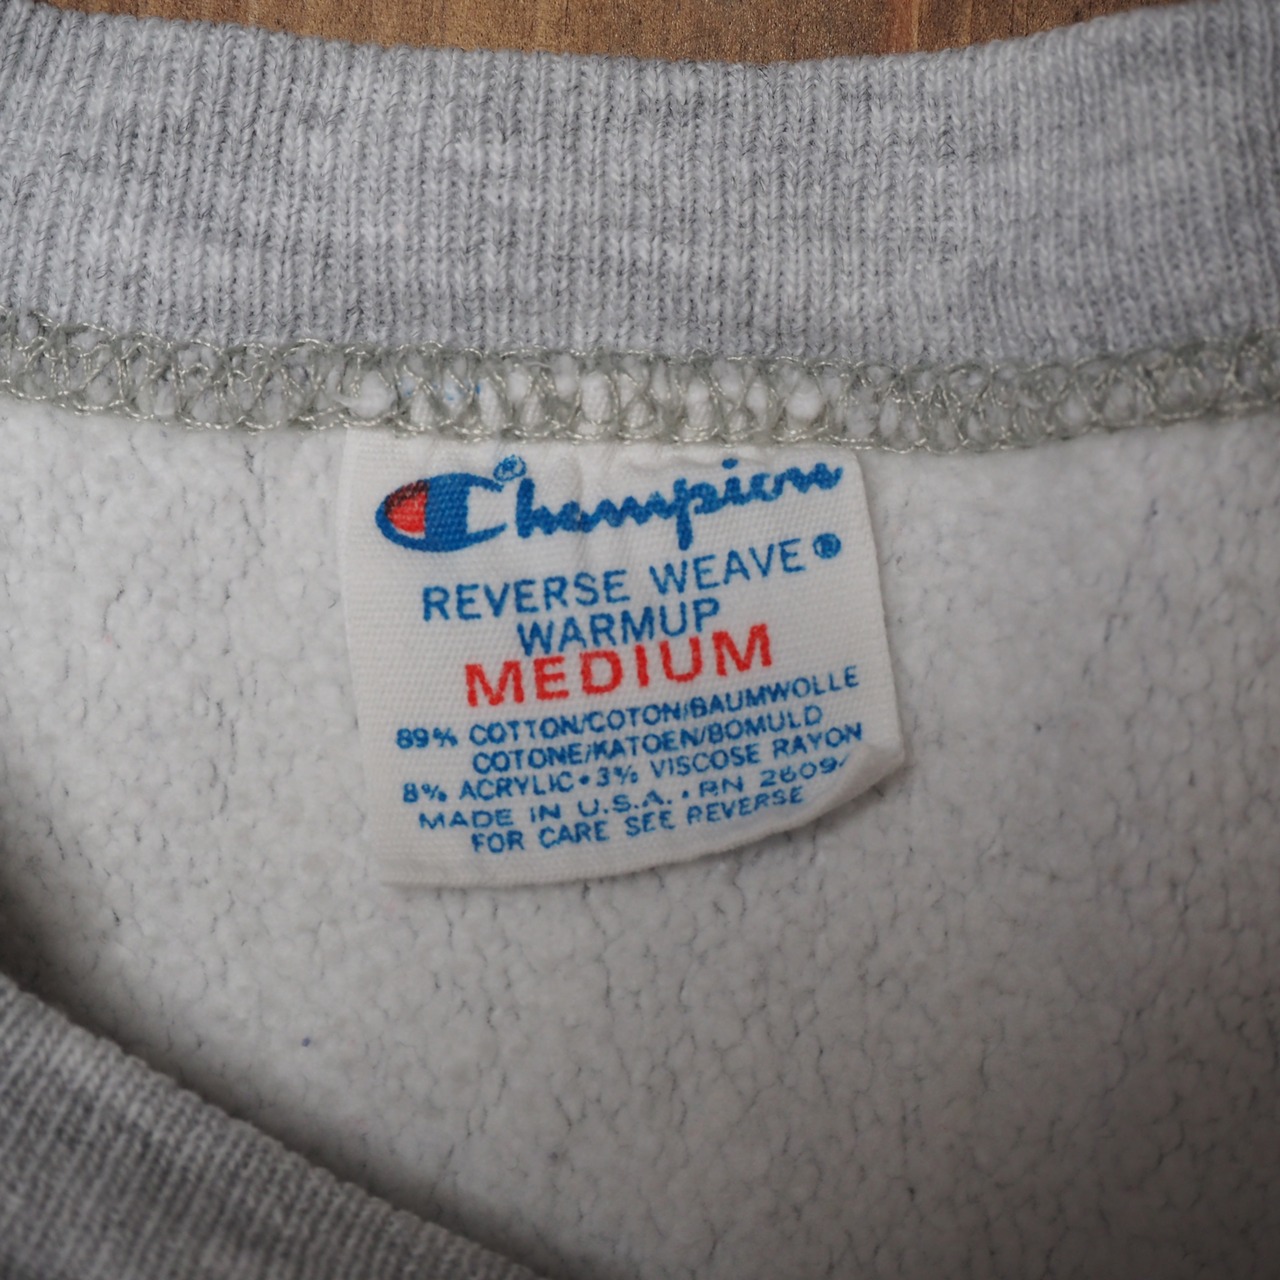 Champion®
REVERSE WEAVE®
WARMUP
MEDIUM
89% COTTON/COTON/BAUMWOLLE
COTONE/KATOEN/BOMULD
8% ACRYLIC • 3% VISCOSE RAYON
MADE IN U.S.A. • RN 26094
FOR CARE SEE REVERSE